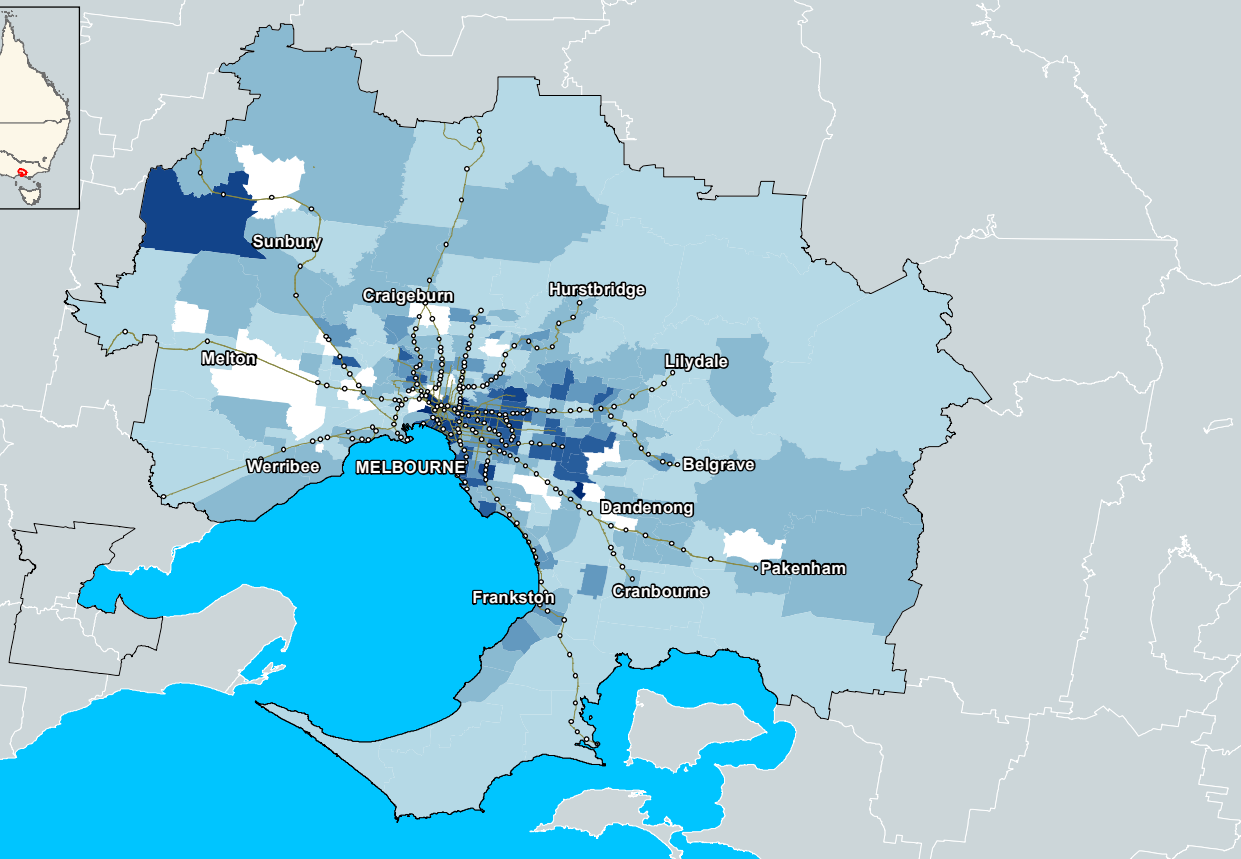 Sunbury
Craigeburn
Hurstbridge
Melton
Lilydale
Werribee
MELBOURNE
Belgrave
Dandenong
Pakenham
Cranbourne
Frankston